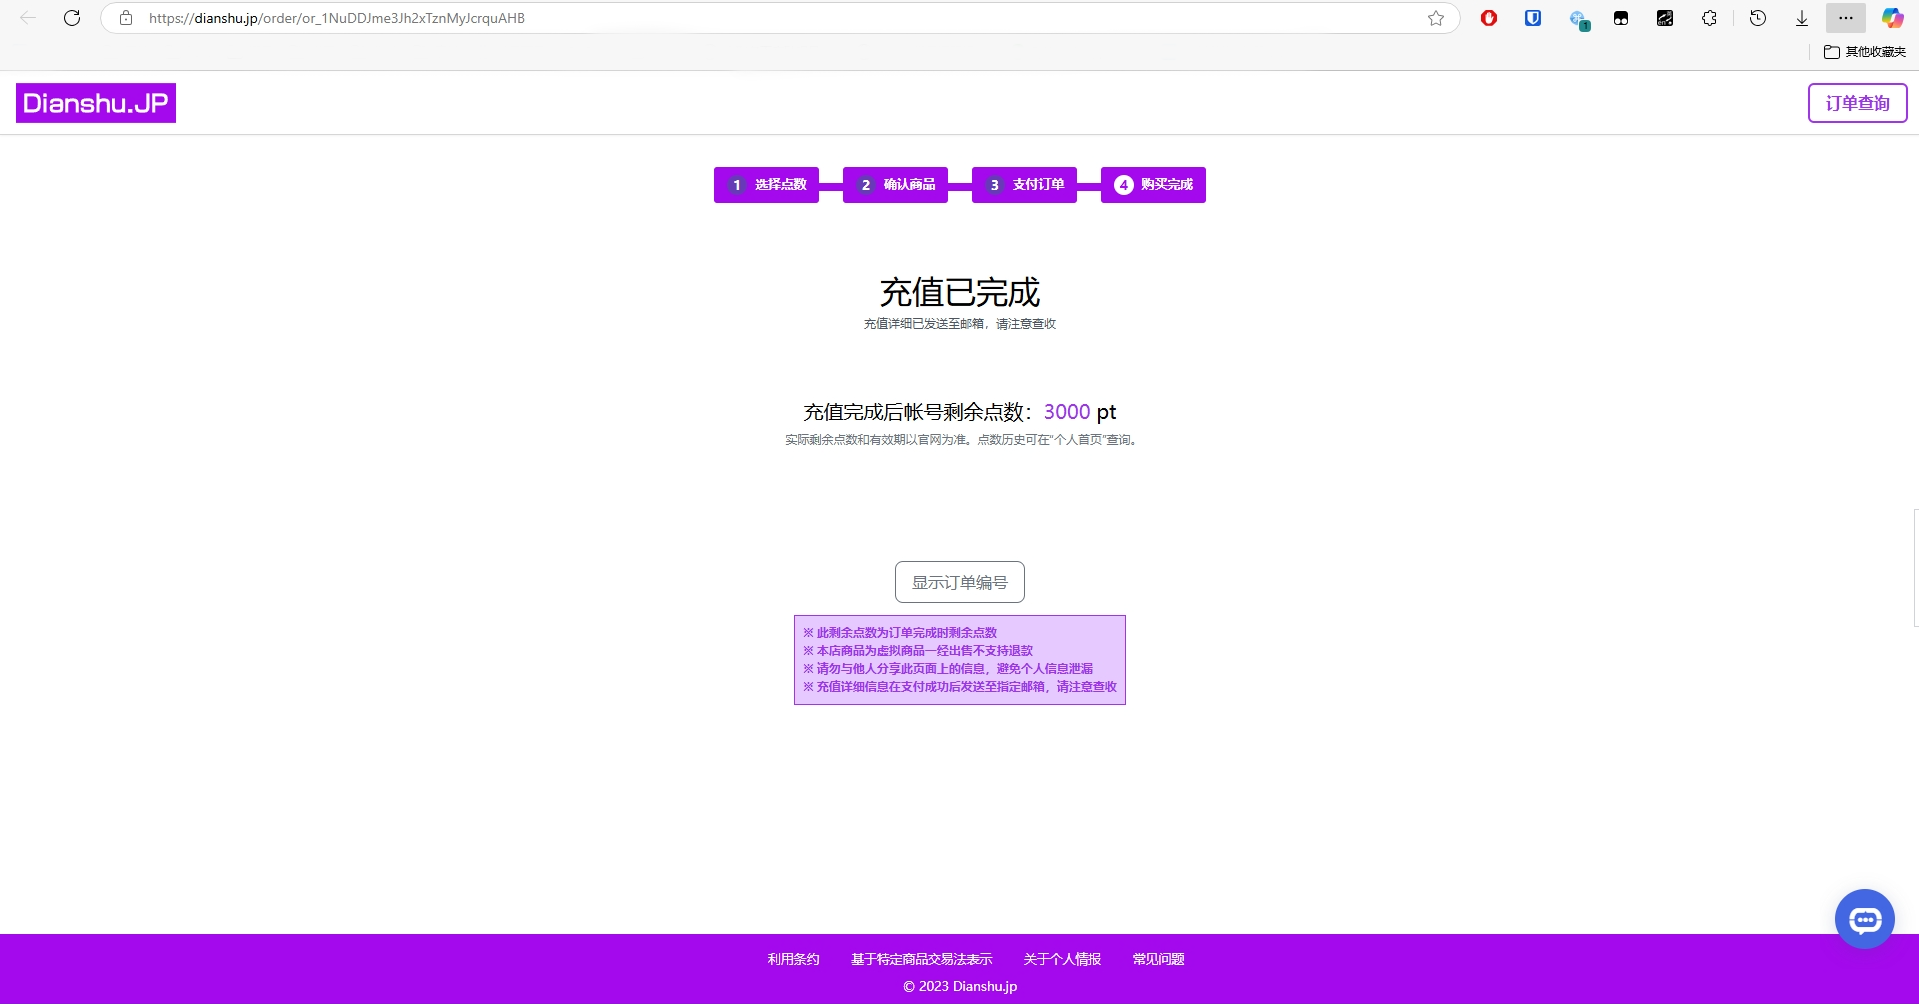 https://dianshu.jp/order/or_1NuDDJme3Jh2xTznMyJcrquAHB
1
其他收藏夹
Dianshu.JP
订单查询
1 选择点数
2 确认商品
3 支付订单
4 购买完成
充值已完成
充值详细已发送至邮箱，请注意查收
充值完成后帐号剩余点数：3000 pt
实际剩余点数和有效期以官网为准。点数历史可在“个人首页”查询。
显示订单编号
※ 此剩余点数为订单完成时剩余点数
※ 本店商品为虚拟商品一经出售不支持退款
※ 请勿与他人分享此页面上的信息，避免个人信息泄漏
※ 充值详细信息在支付成功后发送至指定邮箱，请注意查收
利用条约 基于特定商品交易法表示 关于个人情报 常见问题
© 2023 Dianshu.jp